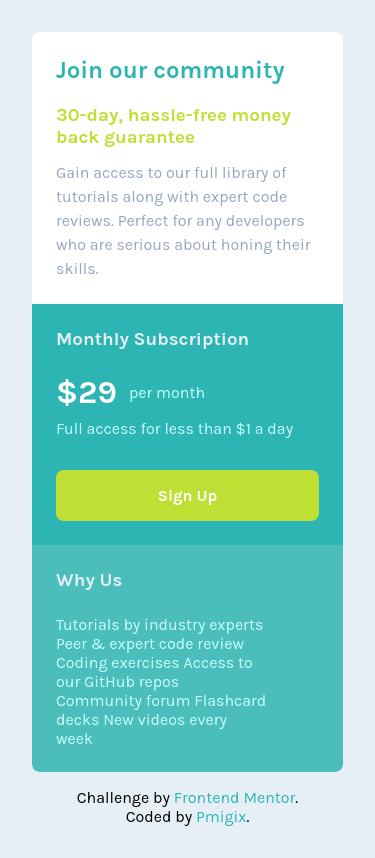 Join our community
30-day, hassle-free money
back guarantee
Gain access to our full library of
tutorials along with expert code
reviews. Perfect for any developers
who are serious about honing their
skills.
Monthly Subscription
$29 per month
Full access for less than $1 a day
Sign Up
Why Us
Tutorials by industry experts
Peer & expert code review
Coding exercises Access to
our GitHub repos
Community forum Flashcard
decks New videos every
week
Challenge by Frontend Mentor.
Coded by Pmigix.